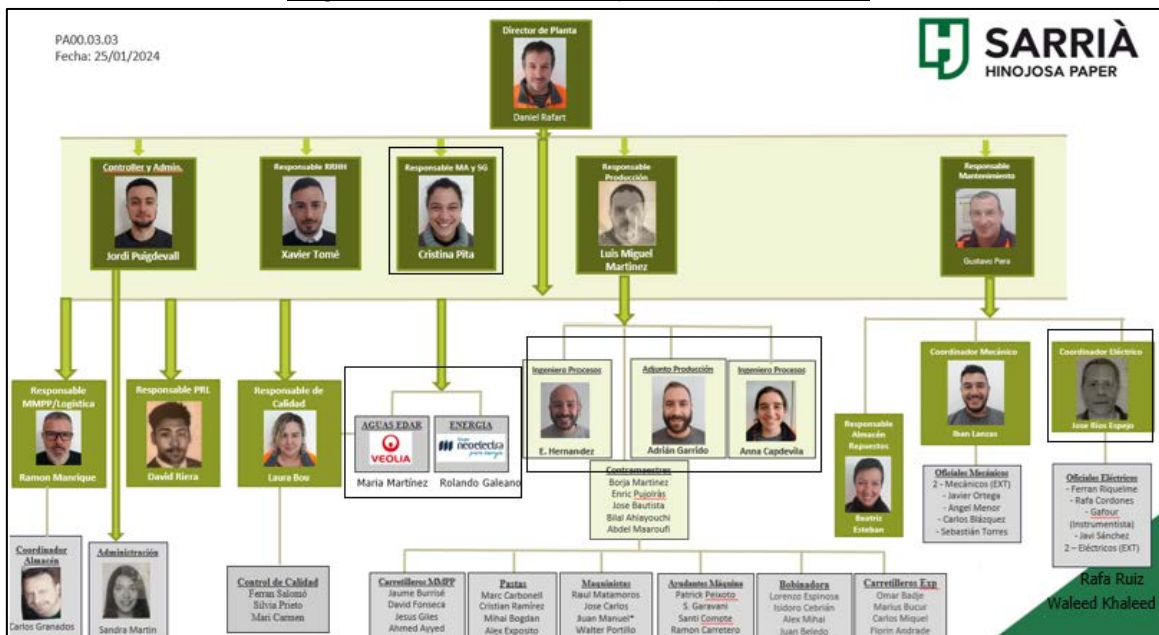 PA00.03.03
Fecha: 25/01/2024
Director de Planta
Daniel Rafart
SARRIÀ
HINOJOSA PAPER
Controller y Admin.
Jordi Puigdevall
Responsable RRHH
Xavier Tomé
Responsable MA y SG
Cristina Pita
Responsable
Producción
Luis Miguel
Martinez
Responsable
Mantenimiento
Gustavo Pera
Responsable
MMPP/Logística
Ramon Manrique
Responsable PRL
David Riera
Responsable de
Calidad
Laura Bou
AGUAS EDAR
VEOLIA
Maria Martínez
ENERGIA
Grupo
neoelectra
Rolando Galeano
Ingeniero Procesos
E. Hernandez
Adjunto Producción
Adrián Garrido
Ingeniero Procesos
Anna Capdevila
Responsable
Almacén
Repuestos
Beatriz
Esteban
Coordinador Mecánico
Iban Lanzas
Coordinador Eléctrico
Jose Rios Espejo
Contramaestres
Borja Martinez
Enric Pujolràs
Jose Bautista
Bilal Ahlayouchi
Abdel Maaroufi
Oficiales Mecánicos
2 - Mecánicos (EXT)
- Javier Ortega
- Angel Menor
- Carlos Blázquez
- Sebastián Torres
Oficiales Eléctricos
- Ferran Riquelme
- Rafa Cordones
- Gafour
(Instrumentista)
- Javi Sánchez
2 – Eléctricos (EXT)
Rafa Ruiz
Waleed Khaleed
Coordinador
Almacén
Carlos Granados
Administración
Sandra Martin
Control de Calidad
Ferran Salomó
Silvia Prieto
Mari Carmen
Carretilleros MMPP
Jaume Burrisé
David Fonseca
Jesus Giles
Ahmed Ayyed
Pastas
Marc Carbonell
Cristian Ramírez
Mihai Bogdan
Alex Exposito
Maquinistas
Raul Matamoros
Jose Carlos
Juan Manuel*
Walter Portillo
Ayudantes Máquina
Patrick Peixoto
S. Garavani
Santi Comote
Ramon Carretero
Bobinadora
Lorenzo Espinosa
Isidoro Cebrián
Alex Mihai
Juan Beledo
Carretilleros Exp
Omar Badje
Marius Bucur
Carlos Miquel
Florin Andrade